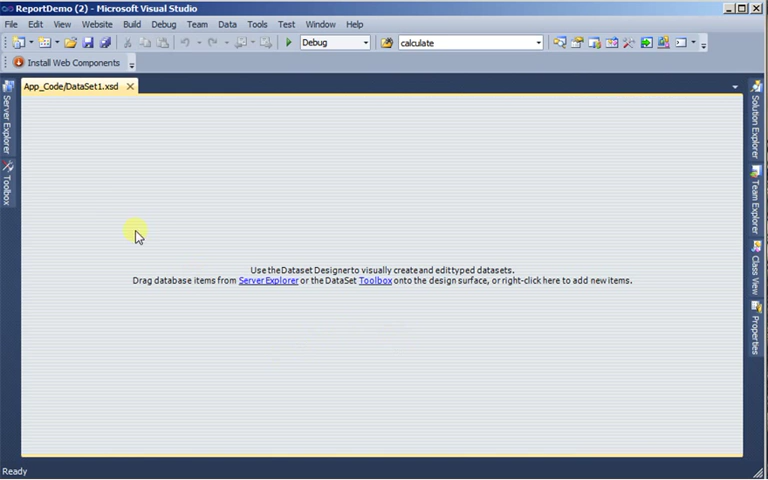 ReportDemo (2) - Microsoft Visual Studio
File Edit View Website Build Debug Team Data Tools Test Window Help
Debug calculate
Install Web Components
App_Code/DataSet1.xsd
Server Explorer
Toolbox
Use the Dataset Designer to visually create and edit typed datasets.
Drag database items from Server Explorer or the DataSet Toolbox onto the design surface, or right-click here to add new items.
Solution Explorer
Team Explorer
Class View
Properties
Ready